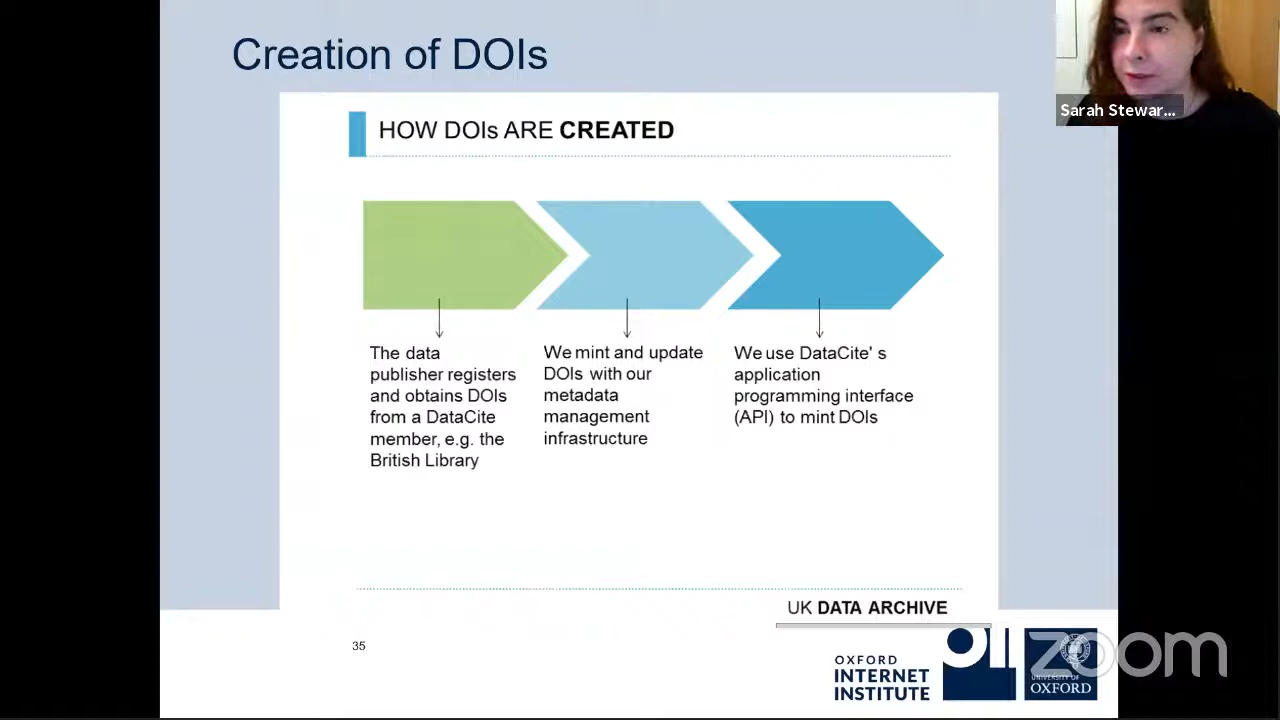 Creation of DOIs
Sarah Stewar...
HOW DOIs ARE CREATED
The data
publisher registers
and obtains DOIs
from a DataCite
member, e.g. the
British Library
We mint and update
DOIs with our
metadata
management
infrastructure
We use DataCite' s
application
programming interface
(API) to mint DOIs
UK DATA ARCHIVE
35
OXFORD
INTERNET
INSTITUTE
oii
UNIVERSITY OF
OXFORD
zoom